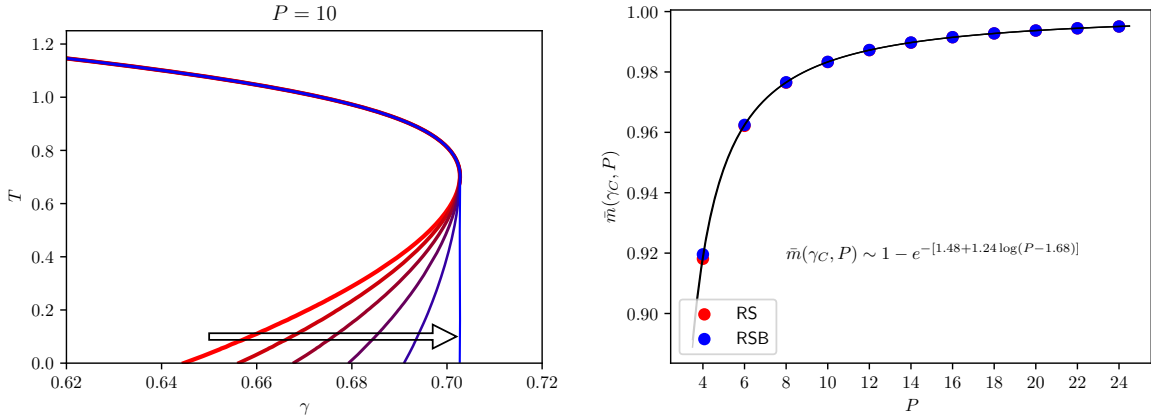 P = 10
1.2
1.0
0.8
0.6
0.4
0.2
0.0
T
0.62 0.64 0.66 0.68 0.70 0.72
γ
1.00
0.98
0.96
0.94
0.92
0.90
m̄(γ_C, P)
m̄(γ_C, P) ∼ 1 − e^{−[1.48+1.24 log(P−1.68)]}
RS
RSB
4 6 8 10 12 14 16 18 20 22 24
P